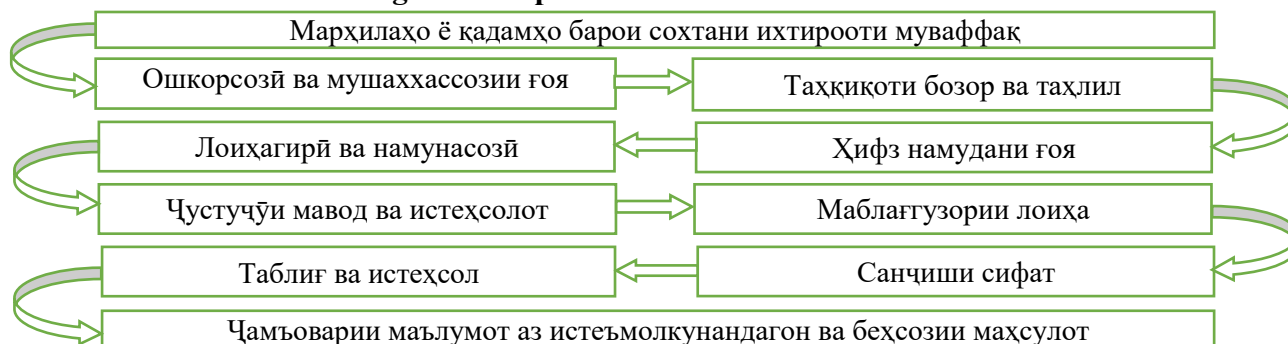 Марҳилаҳо ё қадамҳо барои сохтани ихтирооти муваффақ
Ошкорсозӣ ва мушаххассозии ғоя
Таҳқиқоти бозор ва таҳлил
Ҳифз намудани ғоя
Лоиҳагирӣ ва намунасозӣ
Ҷустуҷӯи мавод ва истеҳсолот
Маблағгузории лоиҳа
Санҷиши сифат
Таблиғ ва истеҳсол
Ҷамъоварии маълумот аз истеъмолкунандагон ва беҳсозии маҳсулот